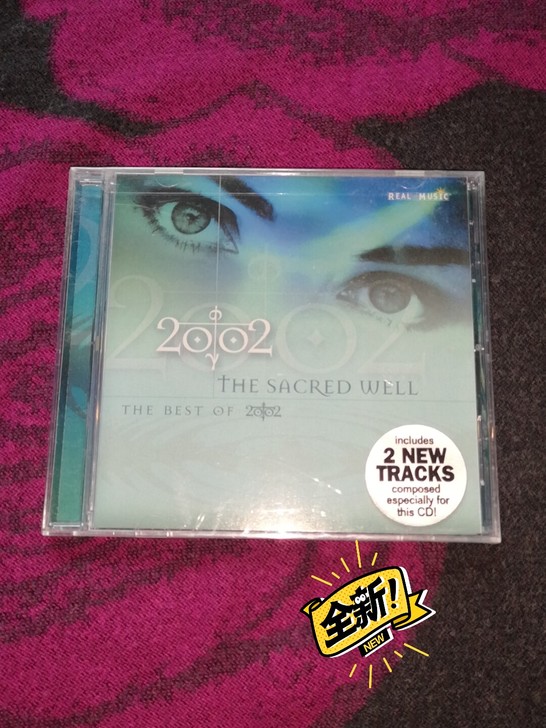 REAL MUSIC
2002
2002
THE SACRED WELL
THE BEST OF 2002
includes
2 NEW
TRACKS
composed
especially for
this CD!
全新!
NEW